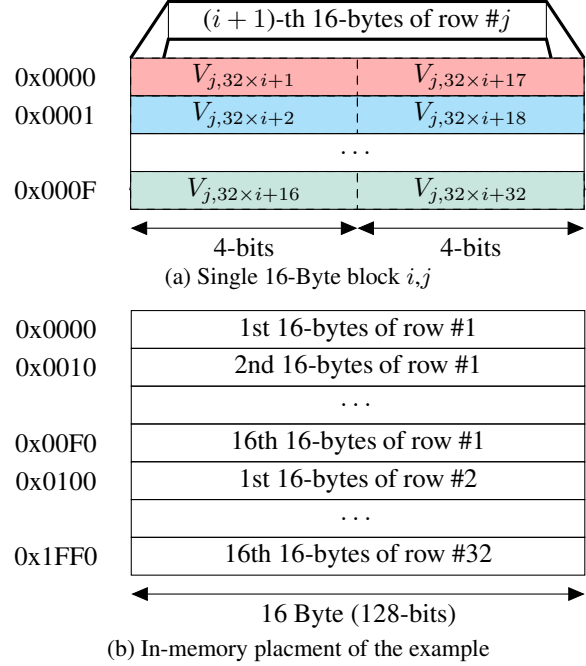 (i + 1)-th 16-bytes of row #j
0x0000 V_{j,32×i+1} V_{j,32×i+17}
0x0001 V_{j,32×i+2} V_{j,32×i+18}
...
0x000F V_{j,32×i+16} V_{j,32×i+32}
4-bits 4-bits
(a) Single 16-Byte block i,j
0x0000 1st 16-bytes of row #1
0x0010 2nd 16-bytes of row #1
...
0x00F0 16th 16-bytes of row #1
0x0100 1st 16-bytes of row #2
...
0x1FF0 16th 16-bytes of row #32
16 Byte (128-bits)
(b) In-memory placment of the example